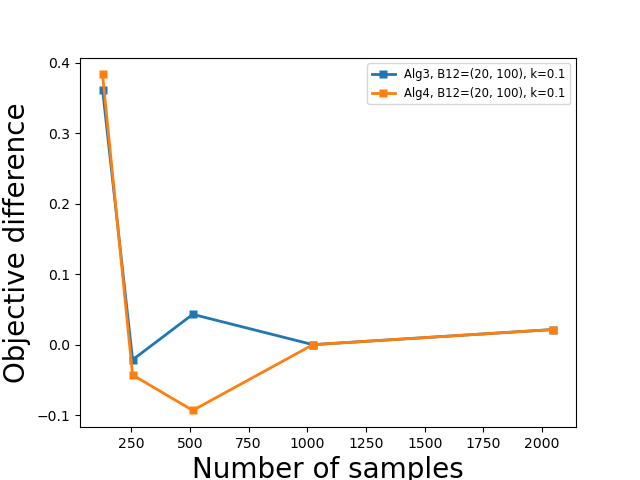 Alg3, B12=(20, 100), k=0.1
Alg4, B12=(20, 100), k=0.1
0.4
0.3
0.2
0.1
0.0
−0.1
Objective difference
250 500 750 1000 1250 1500 1750 2000
Number of samples